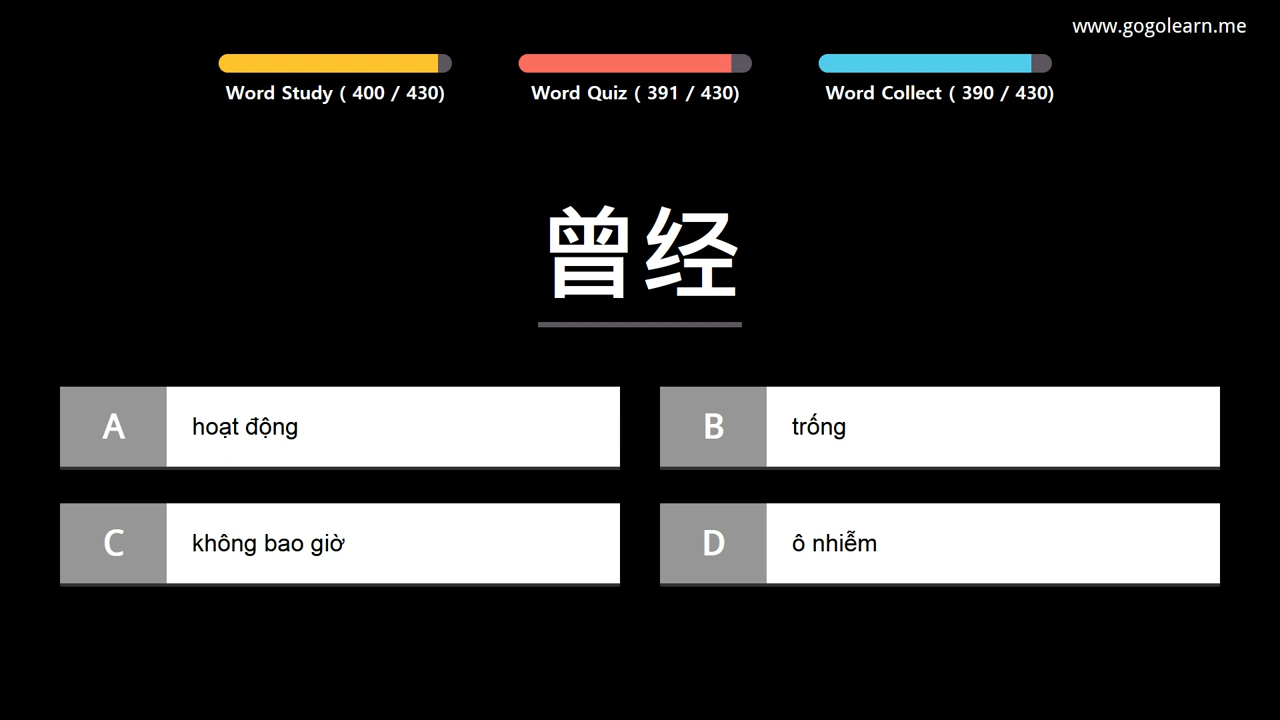 www.gogolearn.me
Word Study ( 400 / 430)
Word Quiz ( 391 / 430)
Word Collect ( 390 / 430)
曾经
A hoạt động
B trống
C không bao giờ
D ô nhiễm